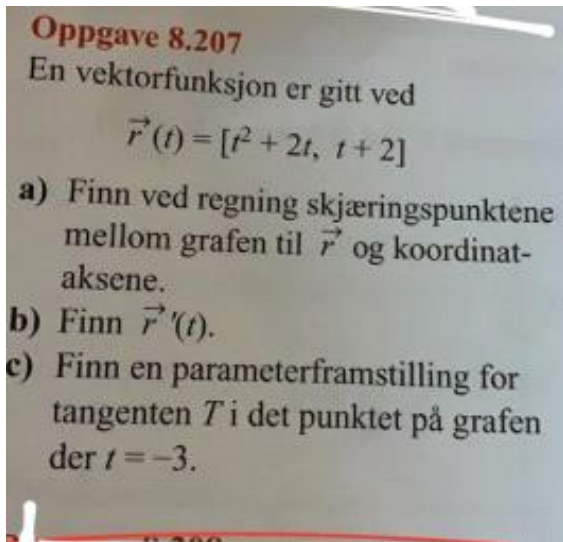 Oppgave 8.207
En vektorfunksjon er gitt ved
r⃗(t) = [t² + 2t, t + 2]
a) Finn ved regning skjæringspunktene
mellom grafen til r⃗ og koordinat-
aksene.
b) Finn r⃗'(t).
c) Finn en parameterframstilling for
tangenten T i det punktet på grafen
der t = −3.